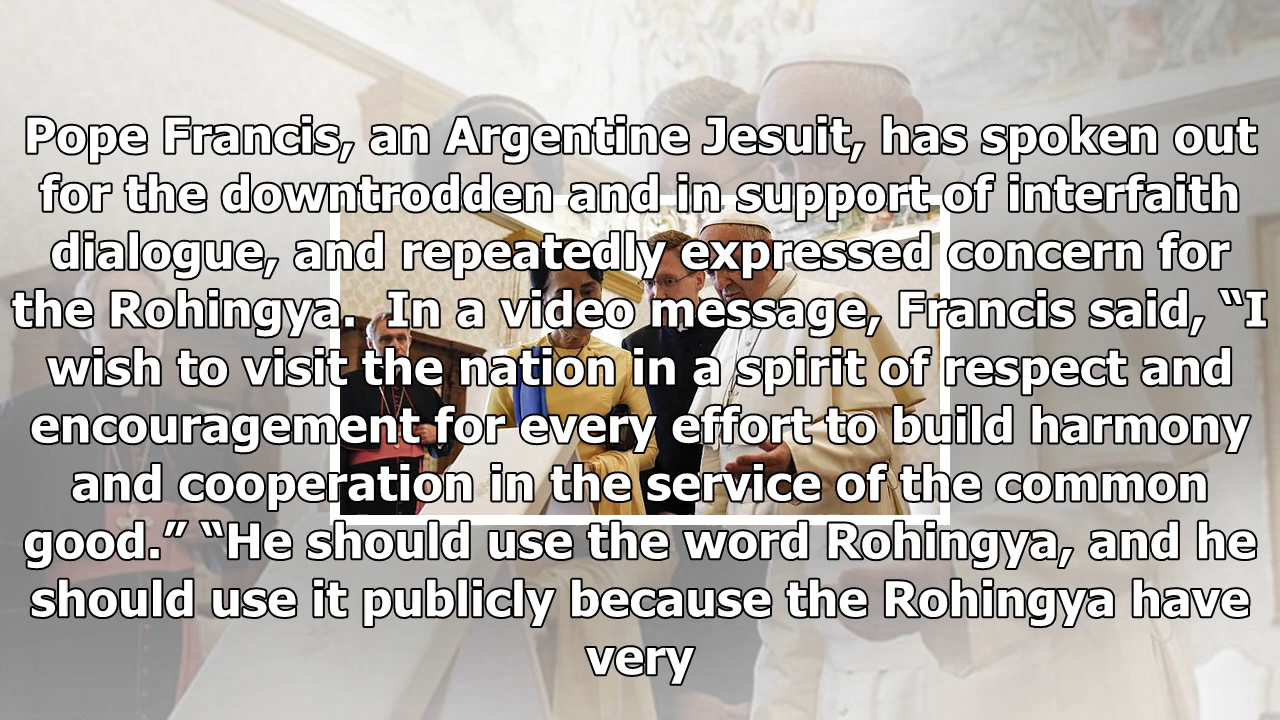 Pope Francis, an Argentine Jesuit, has spoken out
for the downtrodden and in support of interfaith
dialogue, and repeatedly expressed concern for
the Rohingya.  In a video message, Francis said, “I
wish to visit the nation in a spirit of respect and
encouragement for every effort to build harmony
and cooperation in the service of the common
good.” “He should use the word Rohingya, and he
should use it publicly because the Rohingya have
very